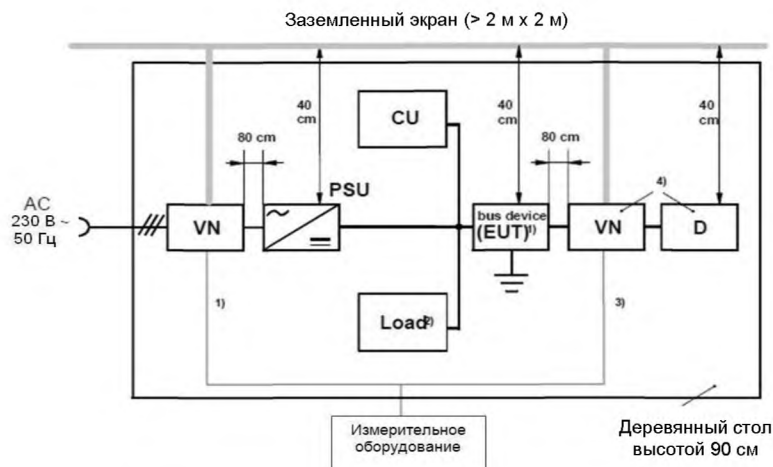 Заземленный экран (> 2 м x 2 м)
40
cm
CU
40
cm
40
cm
80 cm
80 cm
PSU
4)
AC
230 В ~
50 Гц
VN
bus device
(EUT)1)
VN
D
1)
Load2)
3)
Измерительное
оборудование
Деревянный стол
высотой 90 см